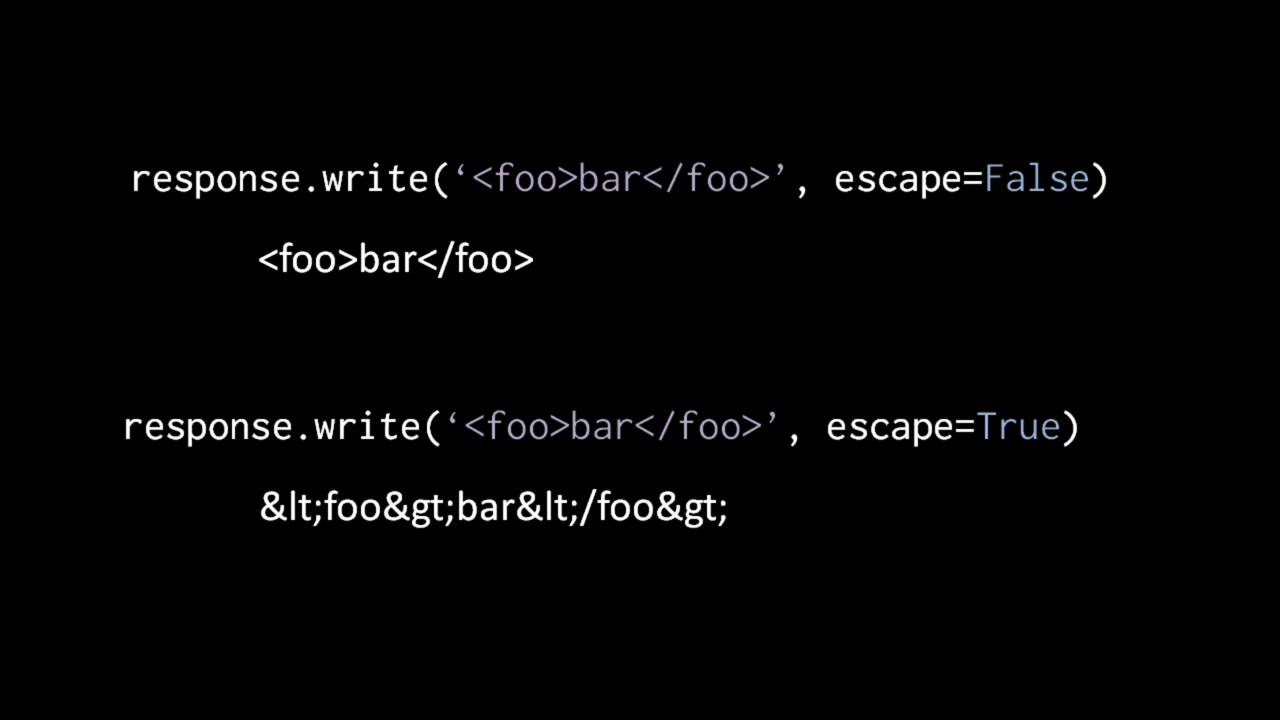 response.write(‘<foo>bar</foo>’, escape=False)
<foo>bar</foo>
response.write(‘<foo>bar</foo>’, escape=True)
&lt;foo&gt;bar&lt;/foo&gt;